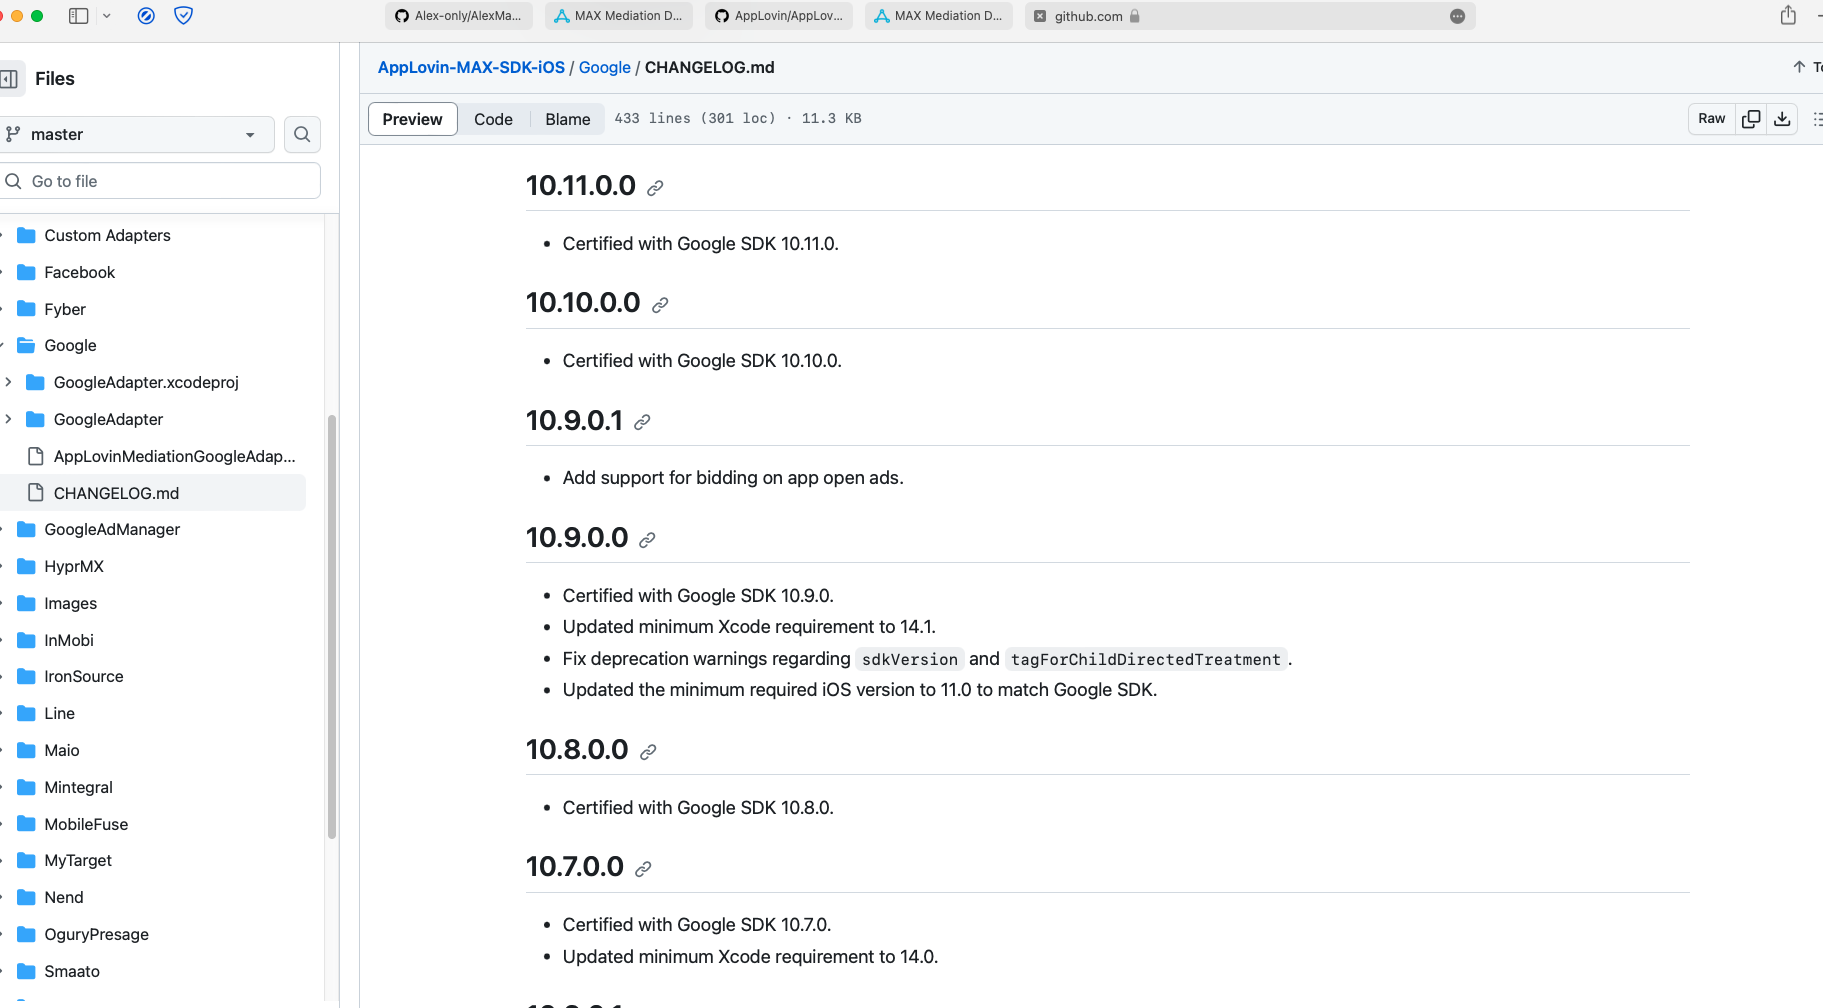 Alex-only/AlexMa...
MAX Mediation D...
AppLovin/AppLov...
MAX Mediation D...
github.com
Files
master
Go to file
Custom Adapters
Facebook
Fyber
Google
GoogleAdapter.xcodeproj
GoogleAdapter
AppLovinMediationGoogleAdap...
CHANGELOG.md
GoogleAdManager
HyprMX
Images
InMobi
IronSource
Line
Maio
Mintegral
MobileFuse
MyTarget
Nend
OguryPresage
Smaato
AppLovin-MAX-SDK-iOS / Google / CHANGELOG.md
Preview Code Blame 433 lines (301 loc) · 11.3 KB
Raw
10.11.0.0
• Certified with Google SDK 10.11.0.
10.10.0.0
• Certified with Google SDK 10.10.0.
10.9.0.1
• Add support for bidding on app open ads.
10.9.0.0
• Certified with Google SDK 10.9.0.
• Updated minimum Xcode requirement to 14.1.
• Fix deprecation warnings regarding sdkVersion and tagForChildDirectedTreatment.
• Updated the minimum required iOS version to 11.0 to match Google SDK.
10.8.0.0
• Certified with Google SDK 10.8.0.
10.7.0.0
• Certified with Google SDK 10.7.0.
• Updated minimum Xcode requirement to 14.0.